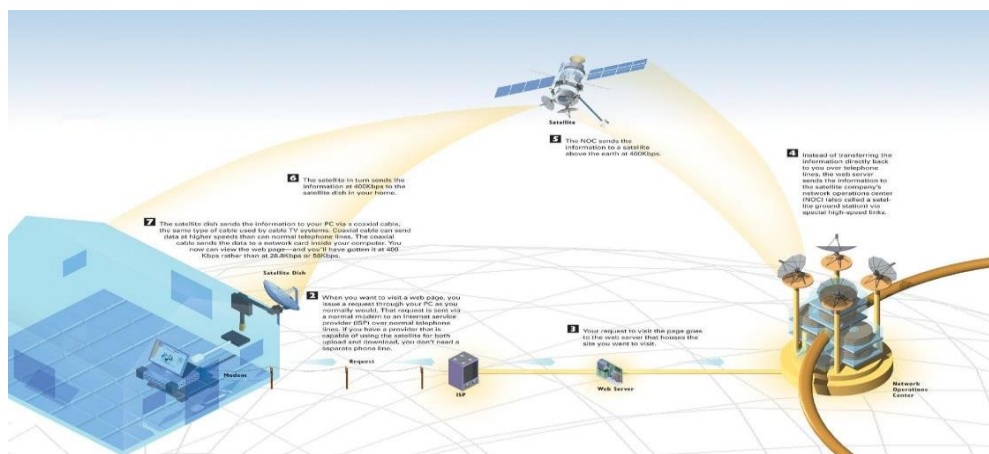 Satellite
5 The NOC sends the
information to a satellite
above the earth at 400Kbps.
4 Instead of transferring the
information directly back
to you over telephone
lines, the web server
sends the information to
the satellite company's
network operations center
(NOC) (also called a satel-
lite ground station) via
special high-speed links.
6 The satellite in turn sends the
information at 400Kbps to the
satellite dish in your home.
7 The satellite dish sends the information to your PC via a coaxial cable,
the same type of cable used by cable TV systems. Coaxial cable can send
data at higher speeds than can normal telephone lines. The coaxial
cable sends the data to a network card inside your computer. You
now can view the web page—and you'll have gotten it at 400
Kbps rather than at 28.8Kbps or 56Kbps.
Satellite Dish
2 When you want to visit a web page, you
issue a request through your PC as you
normally would. That request is sent via
a normal modem to an Internet service
provider (ISP) over normal telephone
lines. If you have a provider that is
capable of using the satellite for both
upload and download, you don't need a
separate phone line.
3 Your request to visit the page goes
to the web server that houses the
site you want to visit.
Modem
Request
ISP
Web Server
Network
Operations
Center